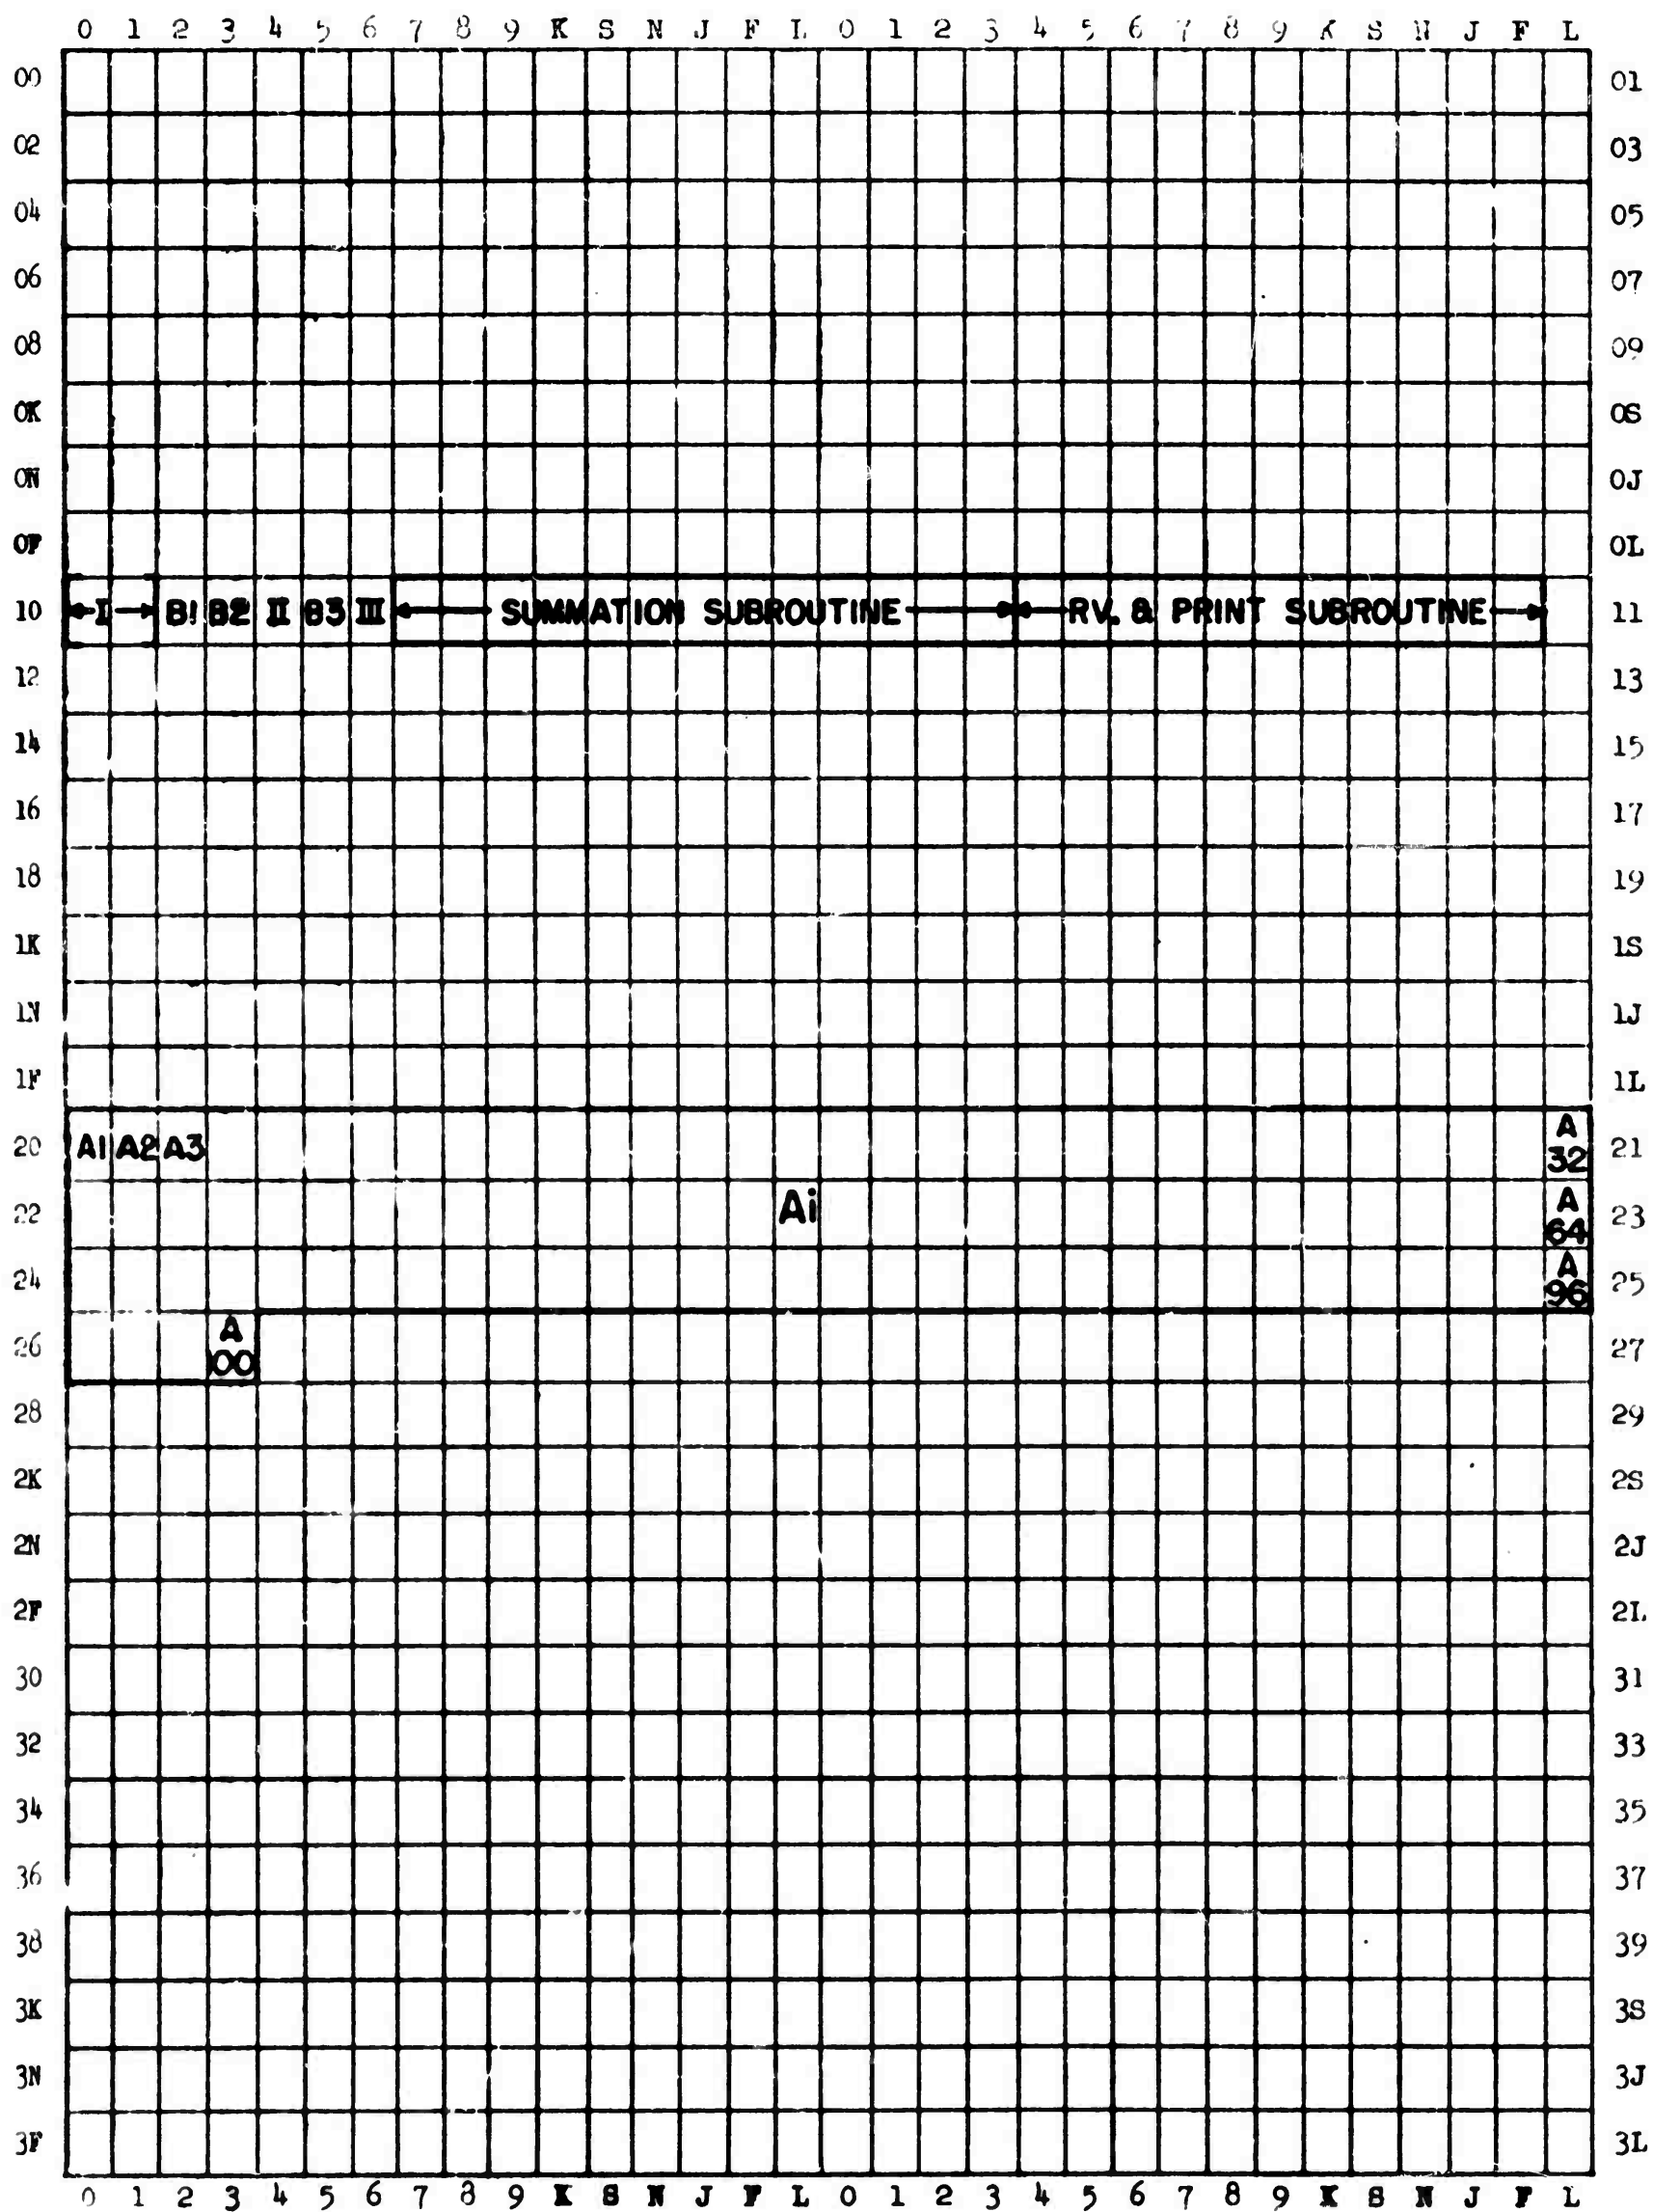 0 1 2 3 4 5 6 7 8 9 K S N J F L 0 1 2 3 4 5 6 7 8 9 K S N J F L
00 01
02 03
04 05
06 07
08 09
0K 0S
0N 0J
0F 0L
10 I B1 B2 II B3 III SUMMATION SUBROUTINE RV. & PRINT SUBROUTINE 11
12 13
14 15
16 17
18 19
1K 1S
1N 1J
1F 1L
20 A1 A2 A3 A 32 21
22 Ai A 64 23
24 A 96 25
26 A 00 27
28 29
2K 2S
2N 2J
2F 2L
30 31
32 33
34 35
36 37
38 39
3K 3S
3N 3J
3F 3L
0 1 2 3 4 5 6 7 8 9 K S N J F L 0 1 2 3 4 5 6 7 8 9 K S N J F L